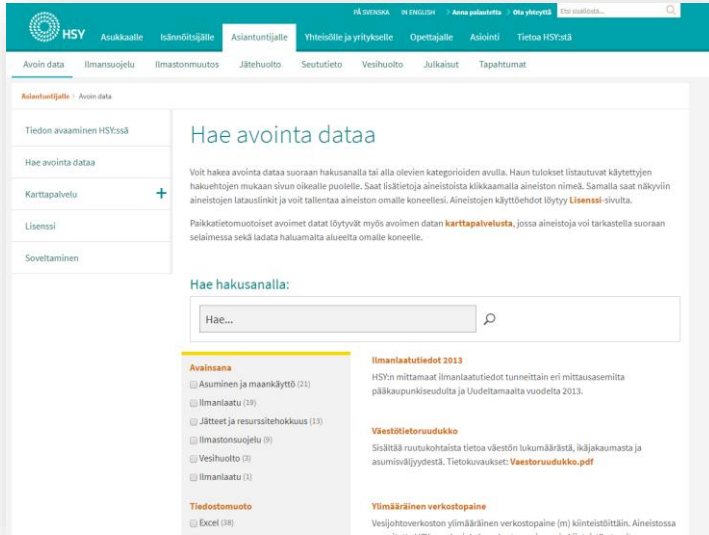 PÅ SVENSKA IN ENGLISH > Anna palautetta > Ota yhteyttä Etsi sisällöstä...
HSY Asukkaalle Isännöitsijälle Asiantuntijalle Yhteisölle ja yritykselle Opettajalle Asiointi Tietoa HSY:stä
Avoin data Ilmansuojelu Ilmastonmuutos Jätehuolto Seututieto Vesihuolto Julkaisut Tapahtumat
Asiantuntijalle > Avoin data
Tiedon avaaminen HSY:ssä
Hae avointa dataa
Karttapalvelu +
Lisenssi
Soveltaminen
Hae avointa dataa
Voit hakea avointa dataa suoraan hakusanalla tai alla olevien kategorioiden avulla. Haun tulokset listautuvat käytettyjen
hakuehtojen mukaan sivun oikealle puolelle. Saat lisätietoja aineistoista klikkaamalla aineiston nimeä. Samalla saat näkyviin
aineistojen latauslinkit ja voit tallentaa aineiston omalle koneellesi. Aineistojen käyttöehdot löytyy Lisenssi-sivulta.
Paikkatietomuotoiset avoimet datat löytyvät myös avoimen datan karttapalvelusta, jossa aineistoja voi tarkastella suoraan
selaimessa sekä ladata haluamalta alueelta omalle koneelle.
Hae hakusanalla:
Hae...
Avainsana
Asuminen ja maankäyttö (21)
Ilmanlaatu (19)
Jätteet ja resurssitehokkuus (13)
Ilmastonsuojelu (9)
Vesihuolto (3)
Ilmanlaatu (1)
Tiedostomuoto
Excel (38)
Ilmanlaatutiedot 2013
HSY:n mittaamat ilmanlaatutiedot tunneittain eri mittausasemilta
pääkaupunkiseudulta ja Uudeltamaalta vuodelta 2013.
Väestötietoruudukko
Sisältää ruutukohtaista tietoa väestön lukumäärästä, ikäjakaumasta ja
asumisväljyydestä. Tietokuvaukset: Vaestoruudukko.pdf
Ylimääräinen verkostopaine
Vesijohtoverkoston ylimääräinen verkostopaine (m) kiinteistöittäin. Aineistossa